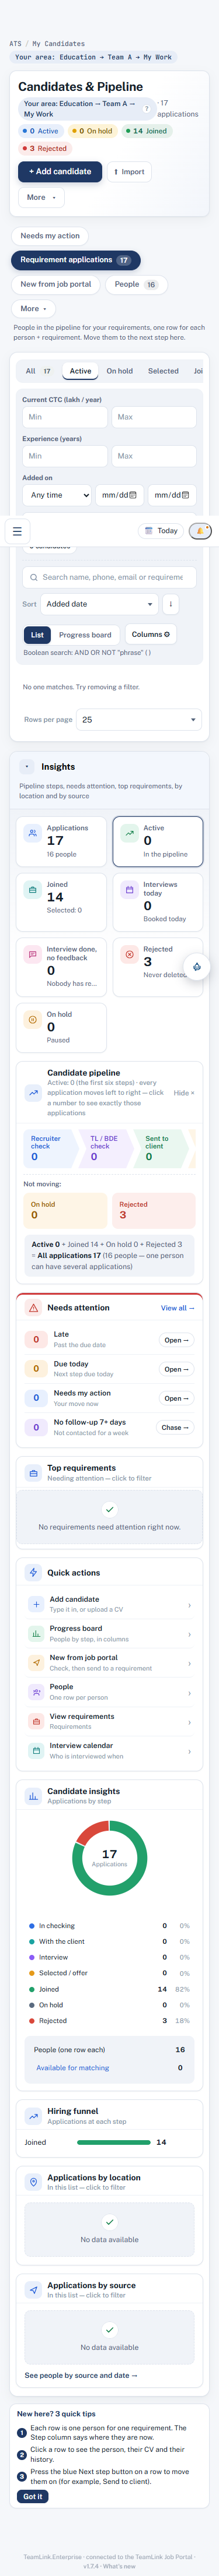 ATS / My Candidates
Your area: Education → Team A → My Work
Candidates & Pipeline
Your area: Education — Team A —
My Work
?
· 17
applications
0 Active
0 On hold
14 Joined
3 Rejected
+ Add candidate
Import
More
Needs my action
Requirement applications 17
New from job portal
People 16
More
People in the pipeline for your requirements, one row for each
person + requirement. Move them to the next step here.
All 17
Active
On hold
Selected
Current CTC (lakh / year)
Min
Max
Experience (years)
Min
Max
Added on
Any time
mm/dd
mm/dd
Today
Search name, phone, email or requireme
Sort
Added date
↓
List
Progress board
Columns
Boolean search: AND OR NOT "phrase" ( )
No one matches. Try removing a filter.
Rows per page
25
Insights
Pipeline steps, needs attention, top requirements, by
location and by source
Applications
17
16 people
Active
0
in the pipeline
Joined
14
Selected: 0
Interviews
today
0
Booked today
Interview done,
no feedback
0
Nobody has re...
Rejected
3
Never deleted
On hold
0
Paused
Candidate pipeline
Active: 0 (the first six steps) · every
application moves left to right — click
a number to see exactly those
applications
Hide ×
Recruiter
check
0
TL / BDE
check
0
Sent to
client
0
Not moving:
On hold
0
Rejected
3
Active 0 + Joined 14 + On hold 0 + Rejected 3
= All applications 17 (16 people — one person
can have several applications)
Needs attention
View all →
0
Late
Past the due date
Open →
0
Due today
Next step due today
Open →
0
Needs my action
Your move now
Open →
0
No follow-up 7+ days
Not contacted for a week
Chase →
Top requirements
Needing attention — click to filter
No requirements need attention right now.
Quick actions
Add candidate
Type it in, or upload a CV
Progress board
People by step, in columns
New from job portal
Check, then send to a requirement
People
One row per person
View requirements
Requirements
Interview calendar
Who is interviewed when
Candidate insights
Applications by step
17
Applications
In checking 0 0%
With the client 0 0%
Interview 0 0%
Selected / offer 0 0%
Joined 14 82%
On hold 0 0%
Rejected 3 18%
People (one row each) 16
Available for matching 0
Hiring funnel
Applications at each step
Joined 14
Applications by location
In this list — click to filter
No data available
Applications by source
In this list — click to filter
No data available
See people by source and date →
New here? 3 quick tips
1 Each row is one person for one requirement. The
Step column says where they are now.
2 Click a row to see the person, their CV and their
history.
3 Press the blue Next step button on a row to move
them on (for example, Send to client).
Got it
TeamLink Enterprise · connected to the TeamLink Job Portal ·
v1.7.4 · What's new